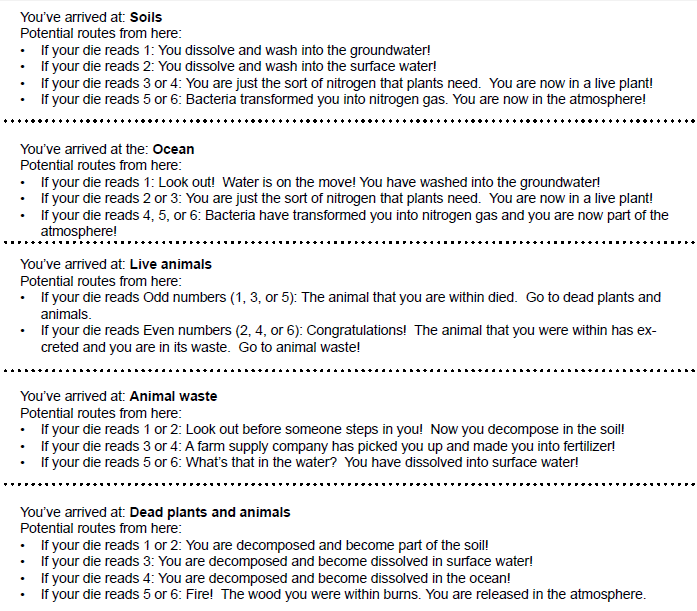 You've arrived at: Soils
Potential routes from here:
• If your die reads 1: You dissolve and wash into the groundwater!
• If your die reads 2: You dissolve and wash into the surface water!
• If your die reads 3 or 4: You are just the sort of nitrogen that plants need.  You are now in a live plant!
• If your die reads 5 or 6: Bacteria transformed you into nitrogen gas. You are now in the atmosphere!
You've arrived at the: Ocean
Potential routes from here:
• If your die reads 1: Look out!  Water is on the move! You have washed into the groundwater!
• If your die reads 2 or 3: You are just the sort of nitrogen that plants need.  You are now in a live plant!
• If your die reads 4, 5, or 6: Bacteria have transformed you into nitrogen gas and you are now part of the
atmosphere!
You've arrived at: Live animals
Potential routes from here:
• If your die reads Odd numbers (1, 3, or 5): The animal that you are within died.  Go to dead plants and
animals.
• If your die reads Even numbers (2, 4, or 6): Congratulations!  The animal that you were within has ex-
creted and you are in its waste.  Go to animal waste!
You've arrived at: Animal waste
Potential routes from here:
• If your die reads 1 or 2: Look out before someone steps in you!  Now you decompose in the soil!
• If your die reads 3 or 4: A farm supply company has picked you up and made you into fertilizer!
• If your die reads 5 or 6: What's that in the water?  You have dissolved into surface water!
You've arrived at: Dead plants and animals
Potential routes from here:
• If your die reads 1 or 2: You are decomposed and become part of the soil!
• If your die reads 3: You are decomposed and become dissolved in surface water!
• If your die reads 4: You are decomposed and become dissolved in the ocean!
• If your die reads 5 or 6: Fire!  The wood you were within burns. You are released in the atmosphere.